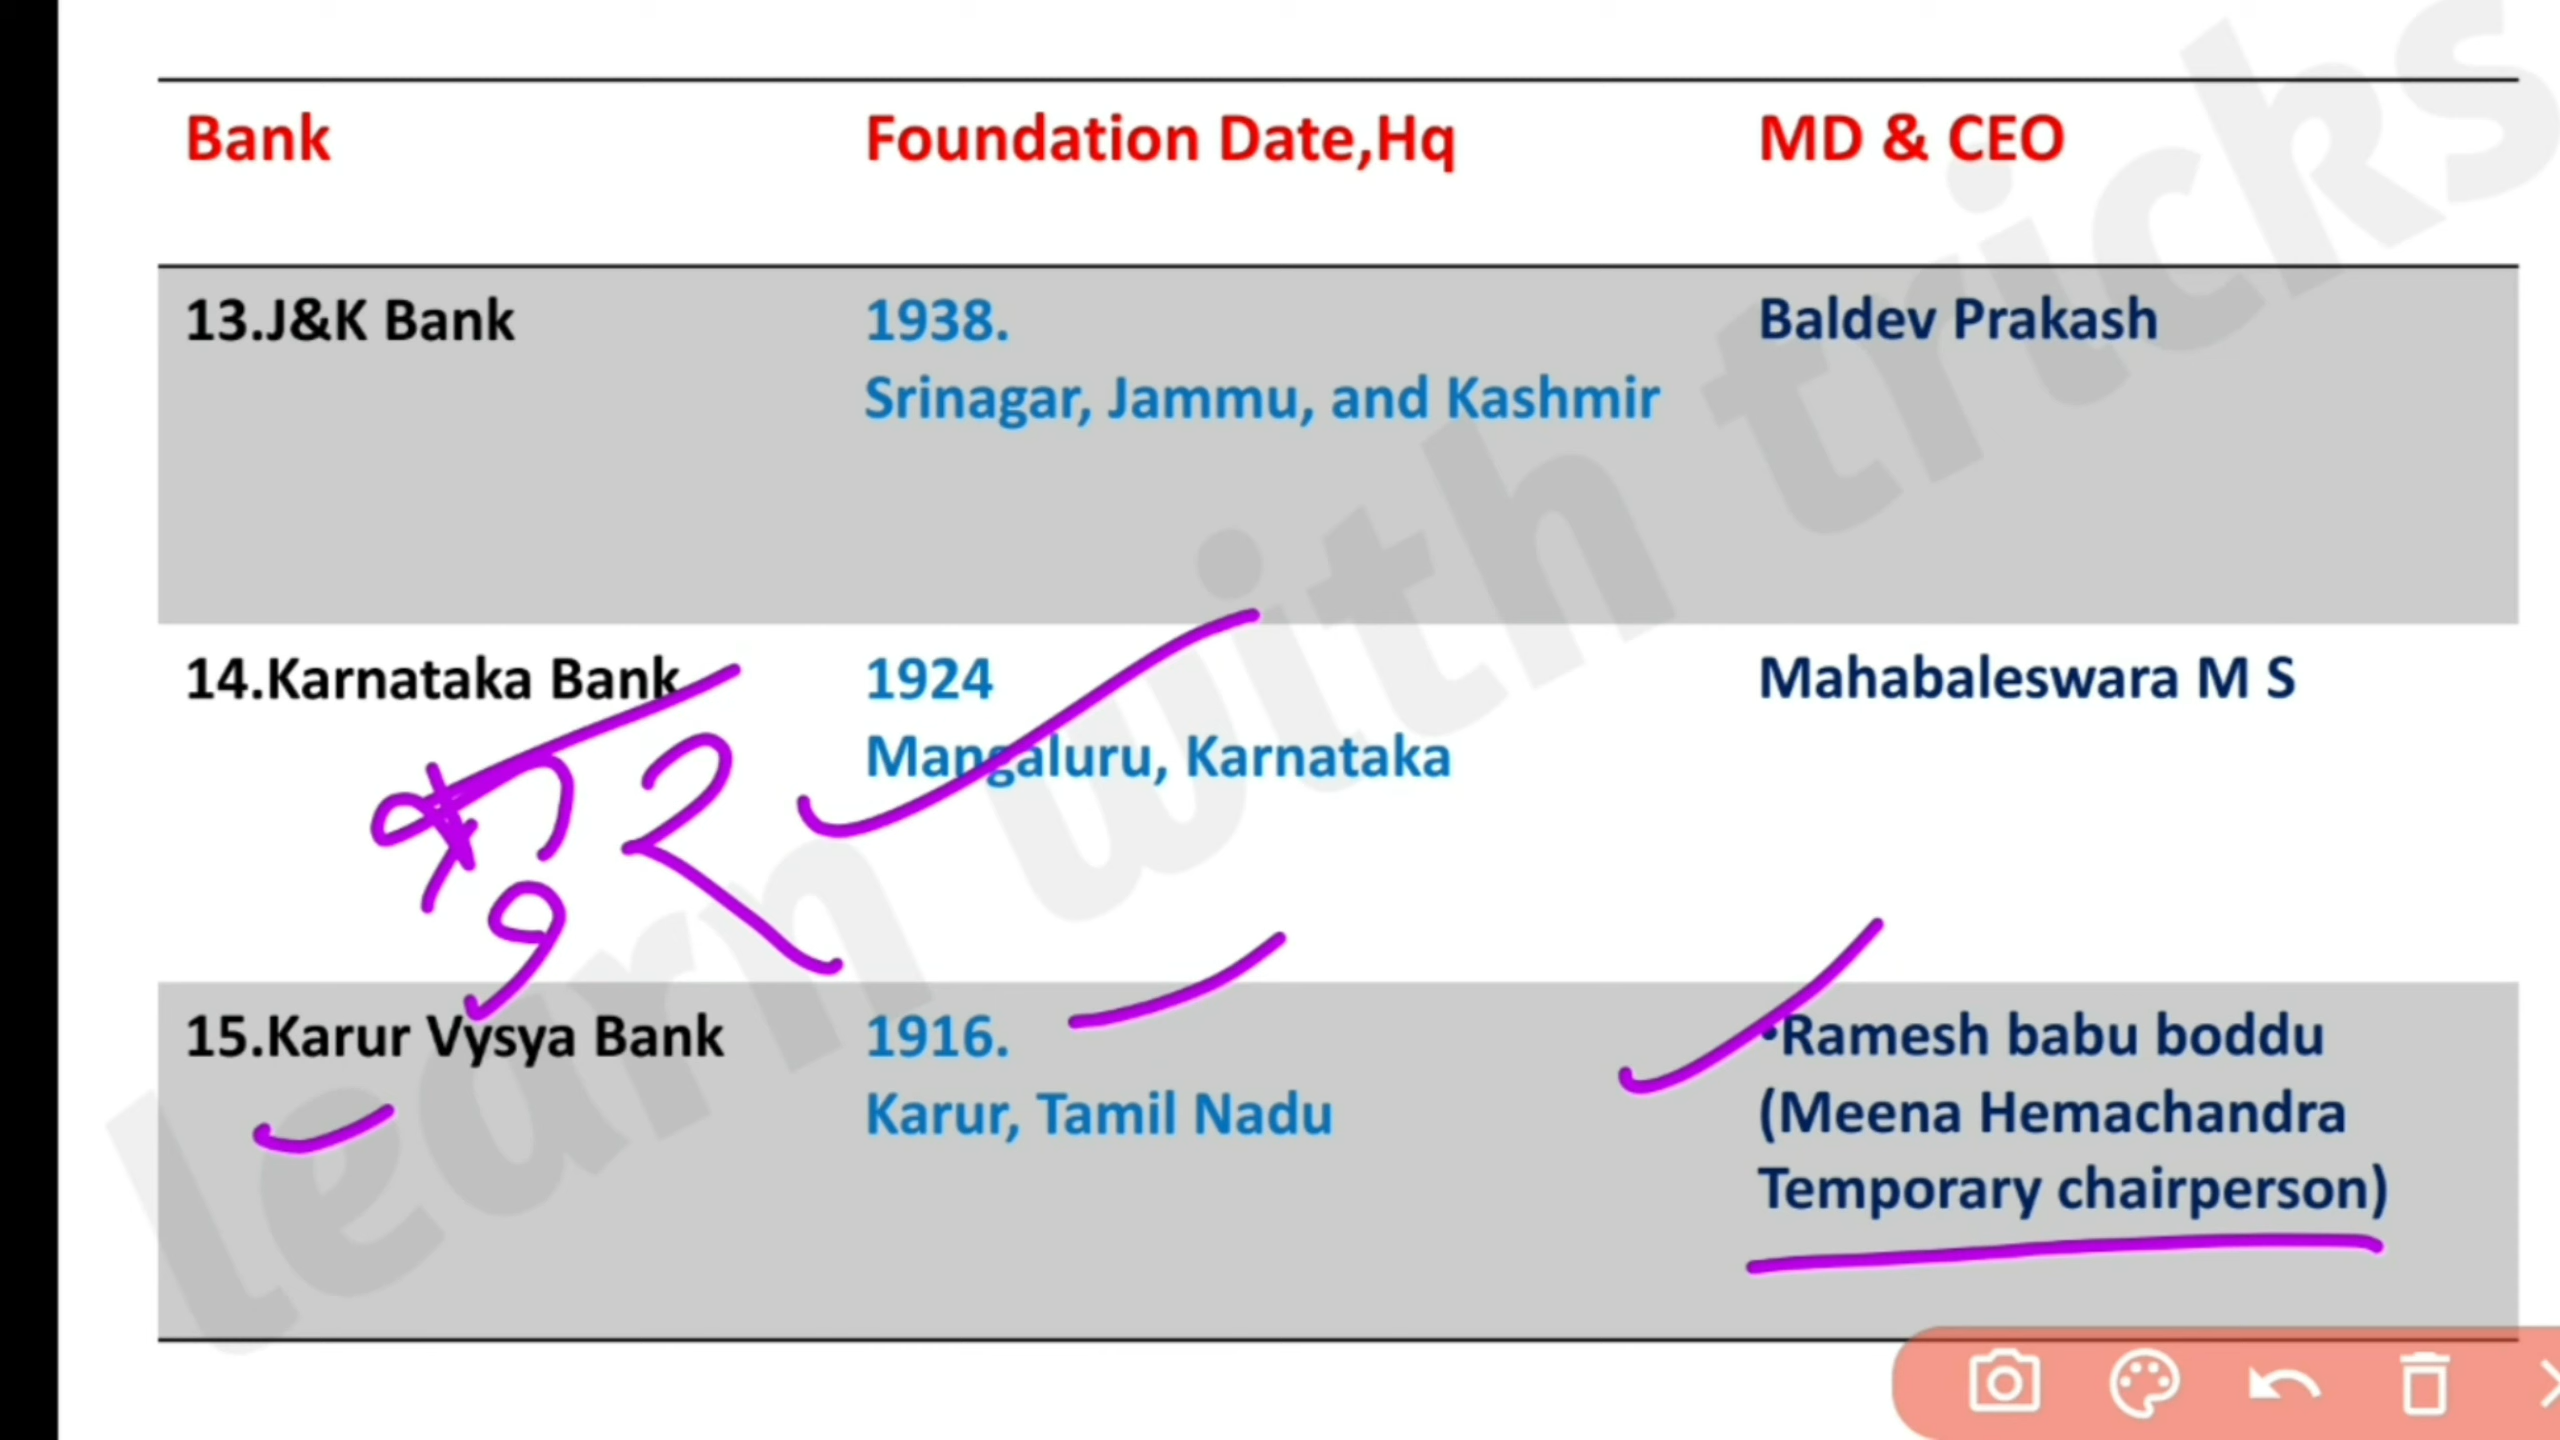 Bank Foundation Date,Hq MD & CEO
13.J&K Bank 1938. Baldev Prakash
Srinagar, Jammu, and Kashmir
14.Karnataka Bank 1924 Mahabaleswara M S
Mangaluru, Karnataka
15.Karur Vysya Bank 1916. •Ramesh babu boddu
Karur, Tamil Nadu (Meena Hemachandra
Temporary chairperson)
learn with tricks